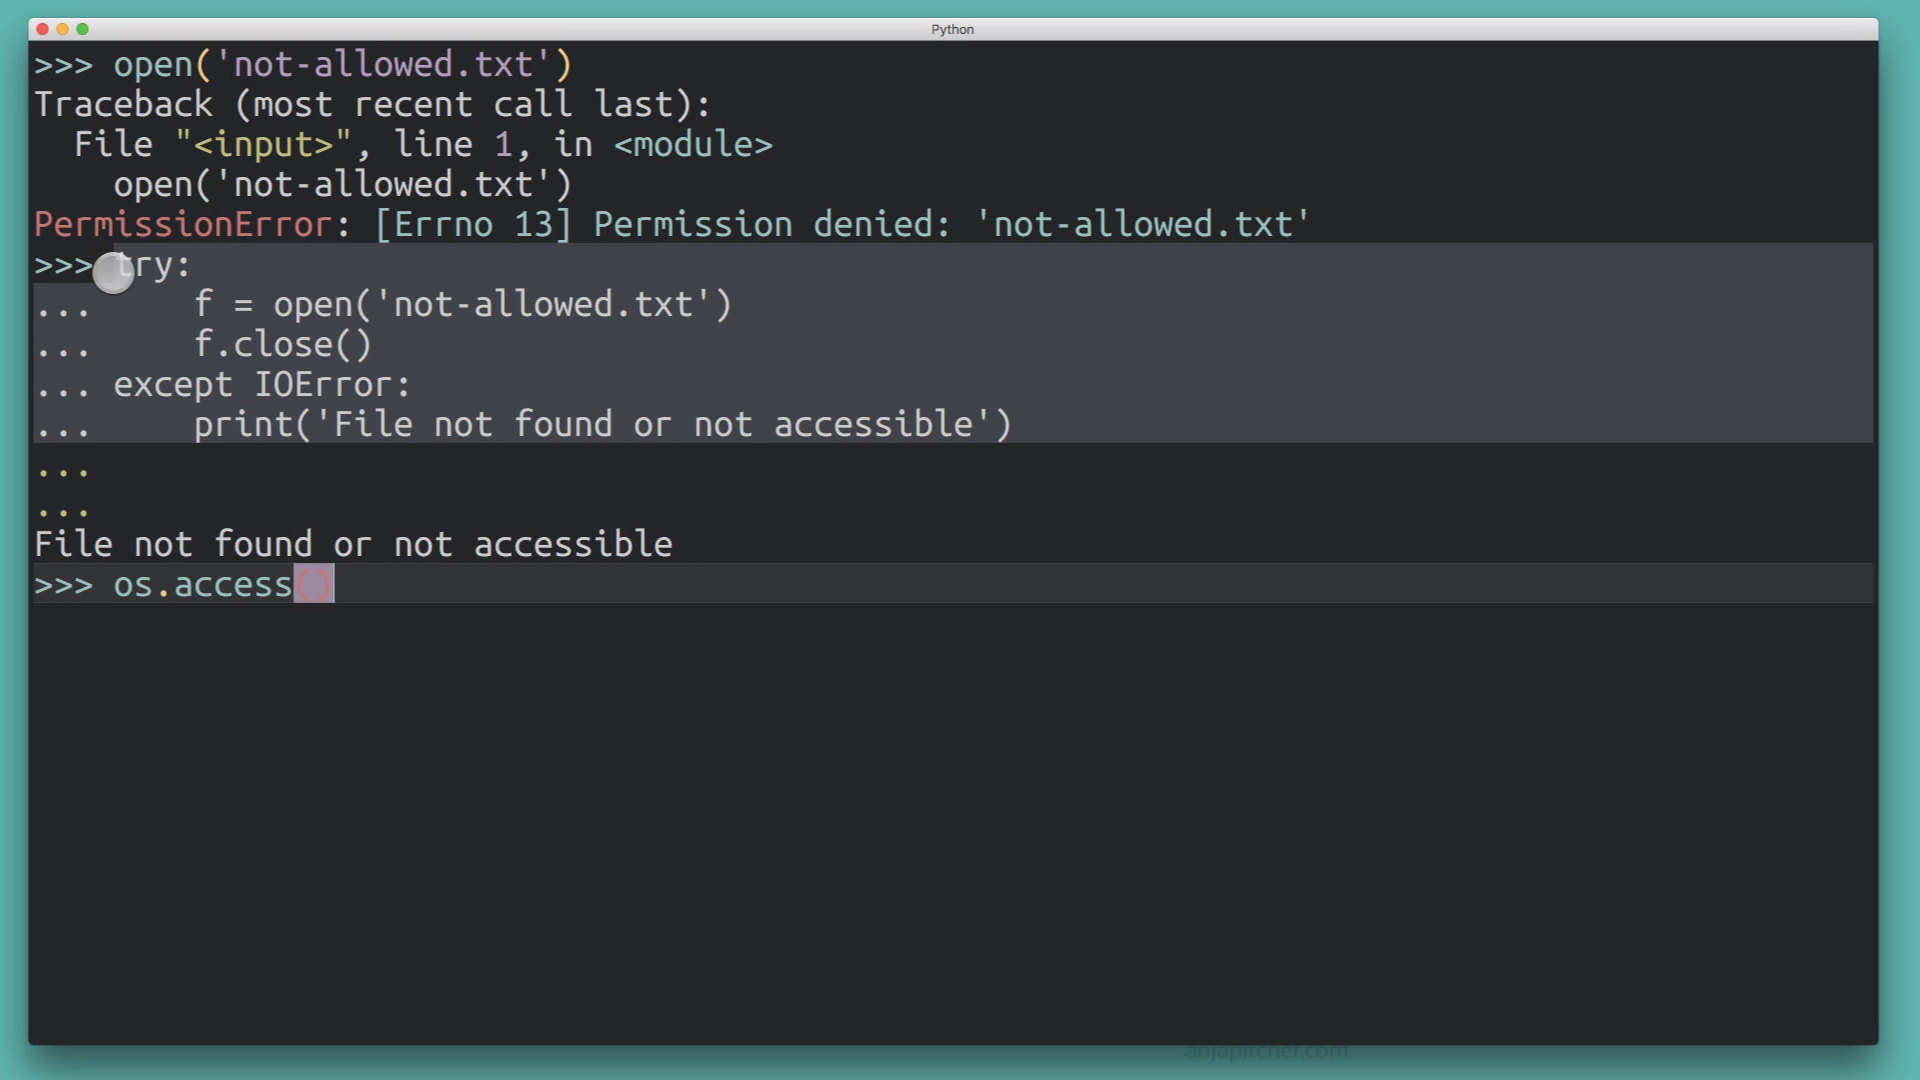 Python
>>> open('not-allowed.txt')
Traceback (most recent call last):
  File "<input>", line 1, in <module>
    open('not-allowed.txt')
PermissionError: [Errno 13] Permission denied: 'not-allowed.txt'
>>> try:
...     f = open('not-allowed.txt')
...     f.close()
... except IOError:
...     print('File not found or not accessible')
...
...
File not found or not accessible
>>> os.access()
anjapircher.com